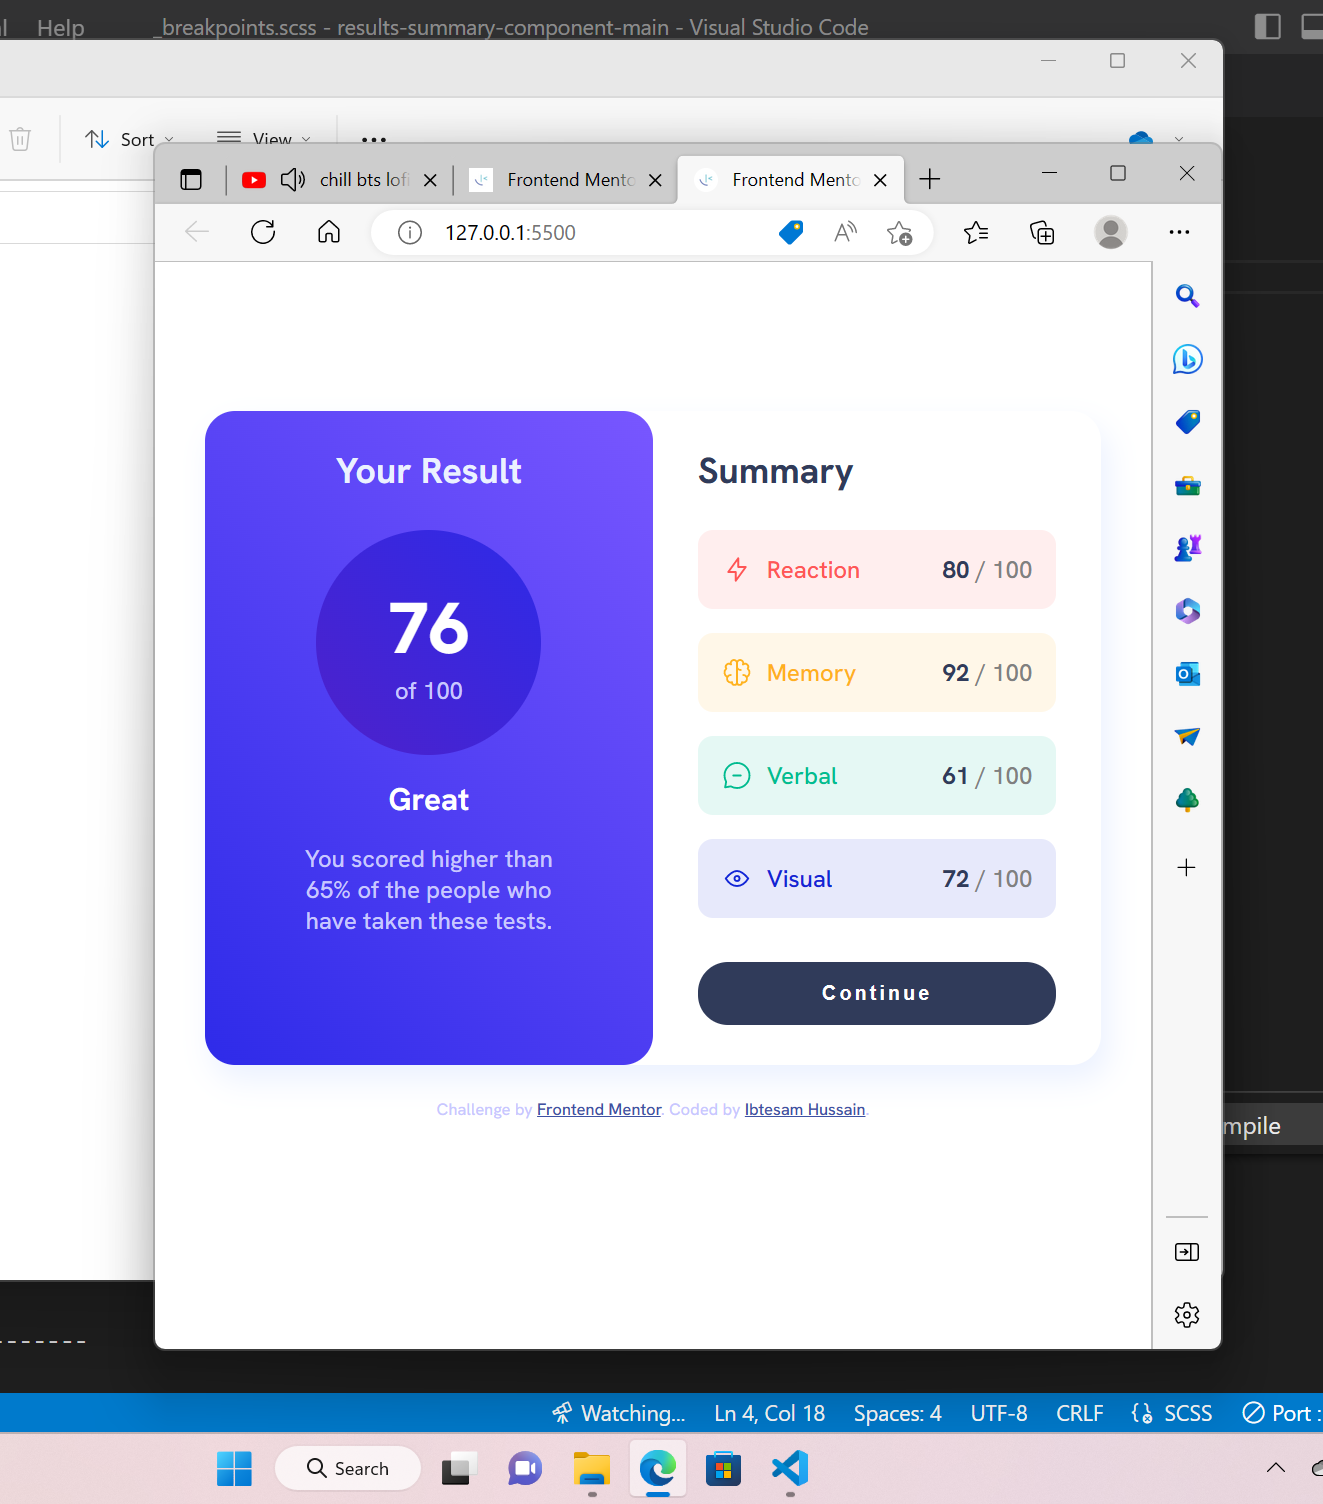 Help
_breakpoints.scss - results-summary-component-main - Visual Studio Code
Sort
View
chill bts lofi
Frontend Mento
Frontend Mento
127.0.0.1:5500
Your Result
76
of 100
Great
You scored higher than
65% of the people who
have taken these tests.
Summary
Reaction 80 / 100
Memory 92 / 100
Verbal 61 / 100
Visual 72 / 100
Continue
Challenge by Frontend Mentor. Coded by Ibtesam Hussain.
mpile
Watching... Ln 4, Col 18 Spaces: 4 UTF-8 CRLF SCSS Port :
Search